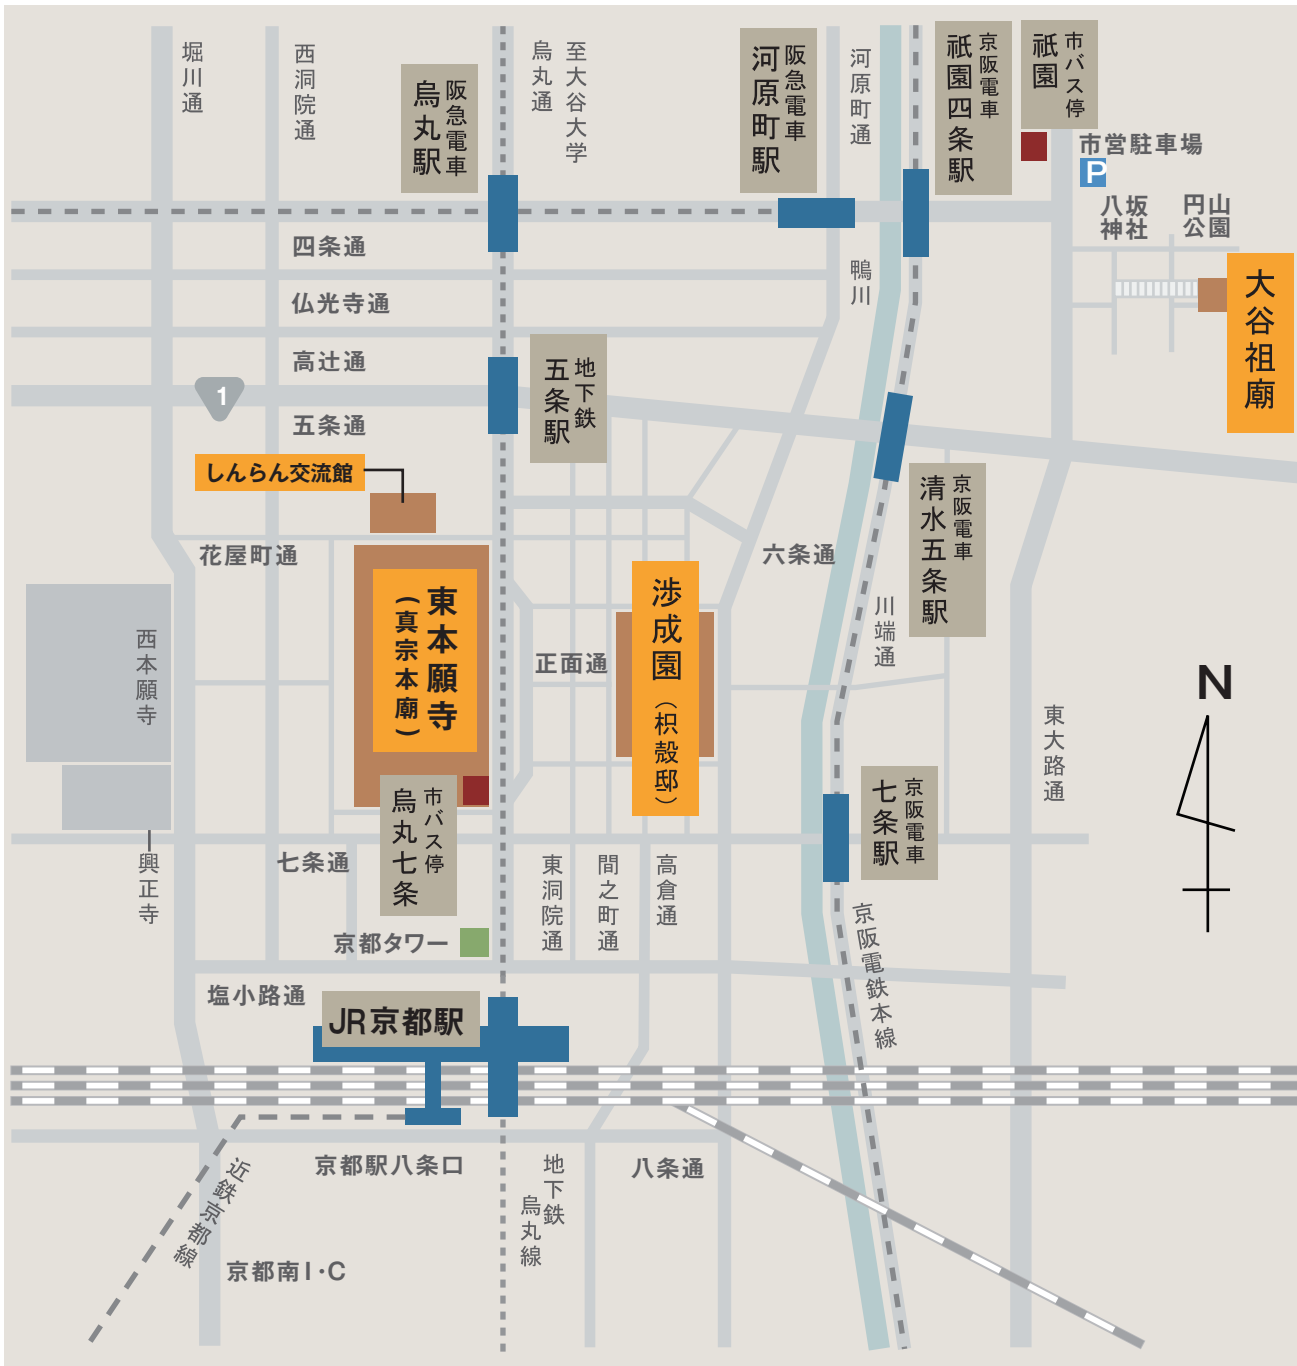 堀川通
西洞院通
阪急電車
烏丸駅
烏丸通
至大谷大学
阪急電車
河原町駅
河原町通
京阪電車
祇園四条駅
市バス停
祇園
市営駐車場
P
八坂
神社
円山
公園
大谷祖廟
四条通
鴨川
仏光寺通
高辻通
1
五条通
地下鉄
五条駅
しんらん交流館
京阪電車
清水五条駅
花屋町通
六条通
東本願寺
(真宗本廟)
渉成園
(枳殻邸)
川端通
西本願寺
正面通
N
東大路通
市バス停
烏丸七条
京阪電車
七条駅
七条通
興正寺
東洞院通
間之町通
高倉通
京都タワー
京阪電鉄本線
塩小路通
JR京都駅
京都駅八条口
八条通
近鉄京都線
地下鉄
烏丸線
京都南I・C